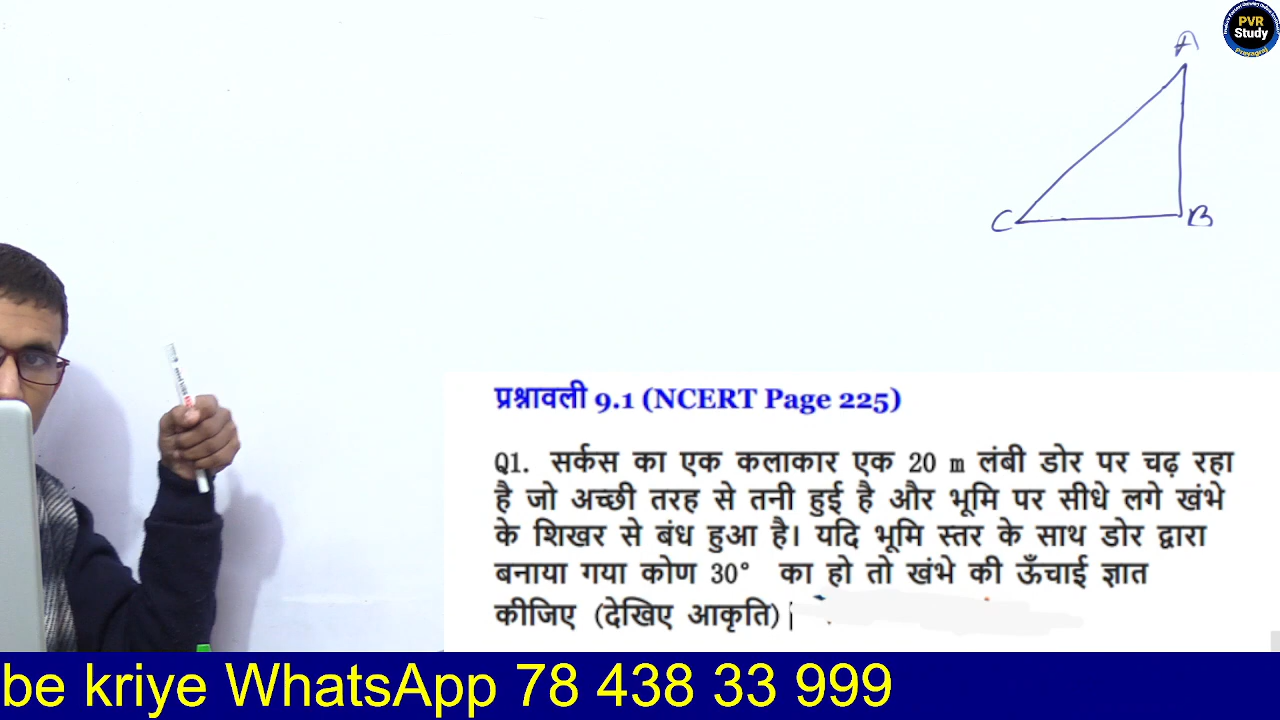 PVR
Study
Prayagraj
A
C
B
प्रश्नावली 9.1 (NCERT Page 225)
Q1. सर्कस का एक कलाकार एक 20 m लंबी डोर पर चढ़ रहा
है जो अच्छी तरह से तनी हुई है और भूमि पर सीधे लगे खंभे
के शिखर से बंध हुआ है। यदि भूमि स्तर के साथ डोर द्वारा
बनाया गया कोण 30° का हो तो खंभे की ऊँचाई ज्ञात
कीजिए (देखिए आकृति)|
be kriye WhatsApp 78 438 33 999